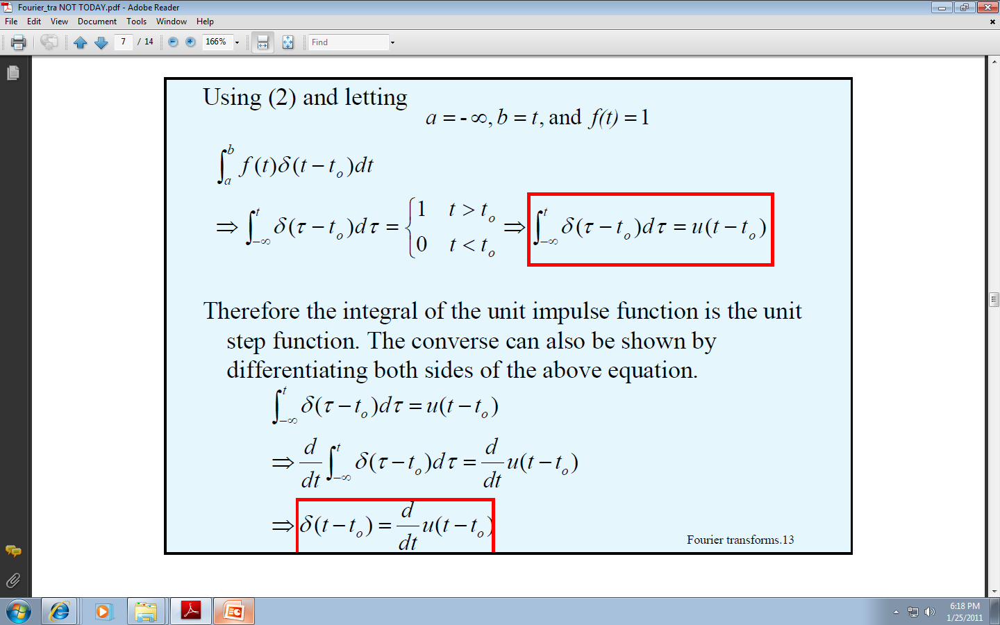 Fourier_tra NOT TODAY.pdf - Adobe Reader
File Edit View Document Tools Window Help
7 / 14 166% Find
Using (2) and letting
a = - ∞, b = t, and f(t) = 1
∫_a^b f(t)δ(t − t_o)dt
⇒ ∫_{−∞}^t δ(τ − t_o)dτ = { 1 t > t_o ; 0 t < t_o ⇒ ∫_{−∞}^t δ(τ − t_o)dτ = u(t − t_o)
Therefore the integral of the unit impulse function is the unit
step function. The converse can also be shown by
differentiating both sides of the above equation.
∫_{−∞}^t δ(τ − t_o)dτ = u(t − t_o)
⇒ d/dt ∫_{−∞}^t δ(τ − t_o)dτ = d/dt u(t − t_o)
⇒ δ(t − t_o) = d/dt u(t − t_o)
Fourier transforms.13
6:18 PM
1/25/2011